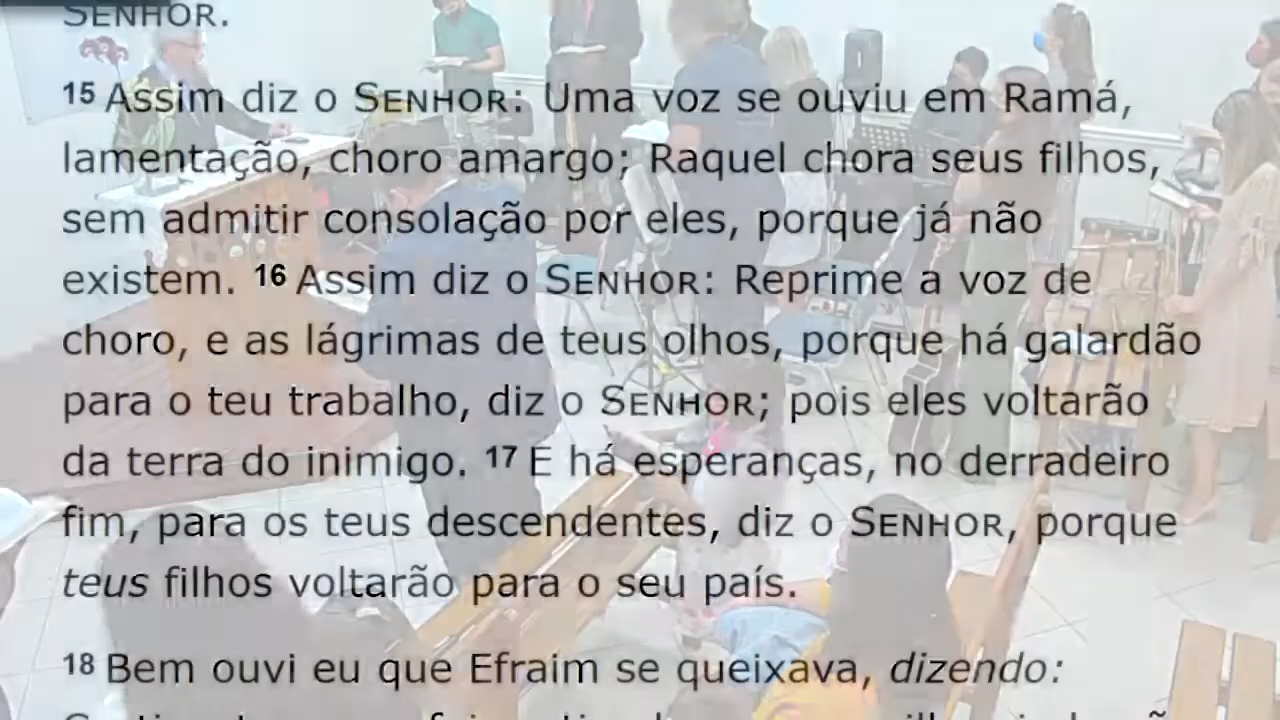 SENHOR.
15 Assim diz o SENHOR: Uma voz se ouviu em Ramá,
lamentação, choro amargo; Raquel chora seus filhos,
sem admitir consolação por eles, porque já não
existem. 16 Assim diz o SENHOR: Reprime a voz de
choro, e as lágrimas de teus olhos, porque há galardão
para o teu trabalho, diz o SENHOR; pois eles voltarão
da terra do inimigo. 17 E há esperanças, no derradeiro
fim, para os teus descendentes, diz o SENHOR, porque
teus filhos voltarão para o seu país.
18 Bem ouvi eu que Efraim se queixava, dizendo: